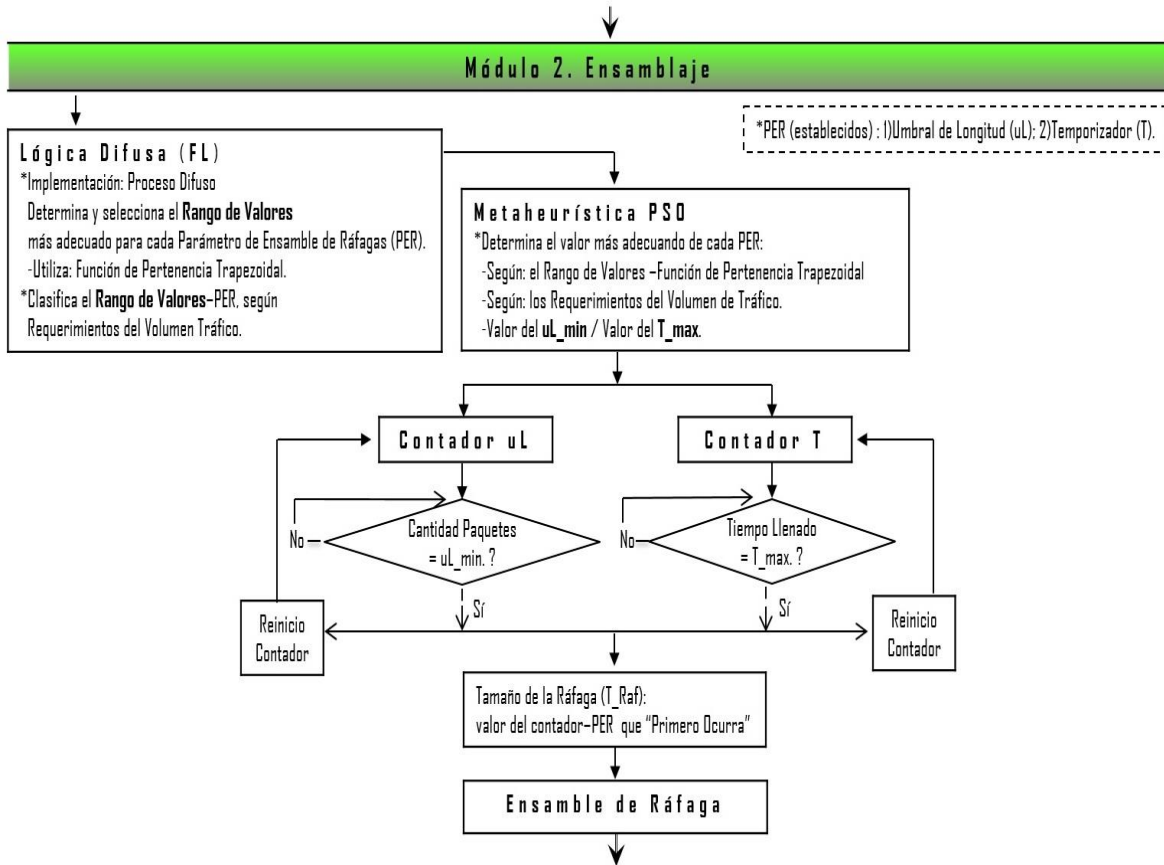 Módulo 2. Ensamblaje
*PER (establecidos) : 1)Umbral de Longitud (uL); 2)Temporizador (T).
Lógica Difusa (FL)
*Implementación: Proceso Difuso
Determina y selecciona el Rango de Valores
más adecuado para cada Parámetro de Ensamble de Ráfagas (PER).
-Utiliza: Función de Pertenencia Trapezoidal.
*Clasifica el Rango de Valores–PER, según
Requerimientos del Volumen Tráfico.
Metaheurística PSO
*Determina el valor más adecuando de cada PER:
-Según: el Rango de Valores –Función de Pertenencia Trapezoidal
-Según: los Requerimientos del Volumen de Tráfico.
-Valor del uL_min / Valor del T_max.
Contador uL
Contador T
Cantidad Paquetes
= uL_min. ?
No
Sí
Tiempo Llenado
= T_max. ?
No
Sí
Reinicio
Contador
Reinicio
Contador
Tamaño de la Ráfaga (T_Raf):
valor del contador–PER que “Primero Ocurra”
Ensamble de Ráfaga